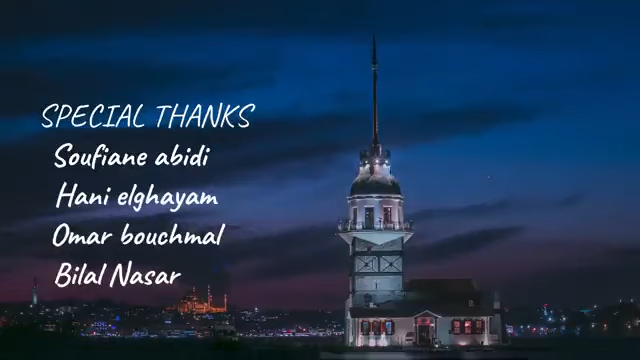 SPECIAL THANKS
Soufiane abidi
Hani elghayam
Omar bouchmal
Bilal Nasar